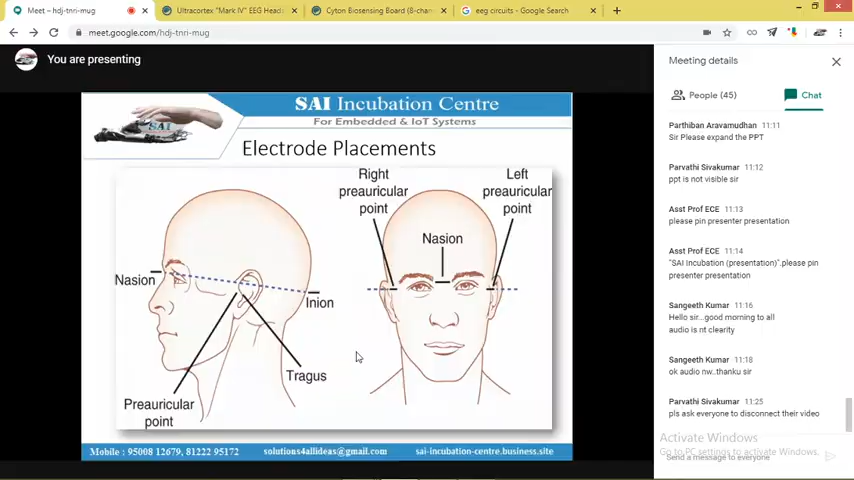 Meet – hdj-tnri-mug
Ultracortex "Mark IV" EEG Head
Cyton Biosensing Board (8-chan
eeg circuits - Google Search
meet.google.com/hdj-tnri-mug
You are presenting
SAI Incubation Centre
For Embedded & IoT Systems
SAI
Electrode Placements
Nasion
Inion
Tragus
Preauricular
point
Right
preauricular
point
Left
preauricular
point
Nasion
Mobile : 95008 12679, 81222 95172
solutions4allideas@gmail.com
sai-incubation-centre.business.site
Meeting details
People (45)
Chat
Parthiban Aravamudhan 11:11
Sir Please expand the PPT
Parvathi Sivakumar 11:12
ppt is not visible sir
Asst Prof ECE 11:13
please pin presenter presentation
Asst Prof ECE 11:14
"SAI Incubation (presentation)".please pin
presenter presentation
Sangeeth Kumar 11:16
Hello sir...good morning to all
audio is nt clearity
Sangeeth Kumar 11:18
ok audio nw..thanku sir
Parvathi Sivakumar 11:25
pls ask everyone to disconnect their video
Activate Windows
Go to PC settings to activate Windows.
Send a message to everyone